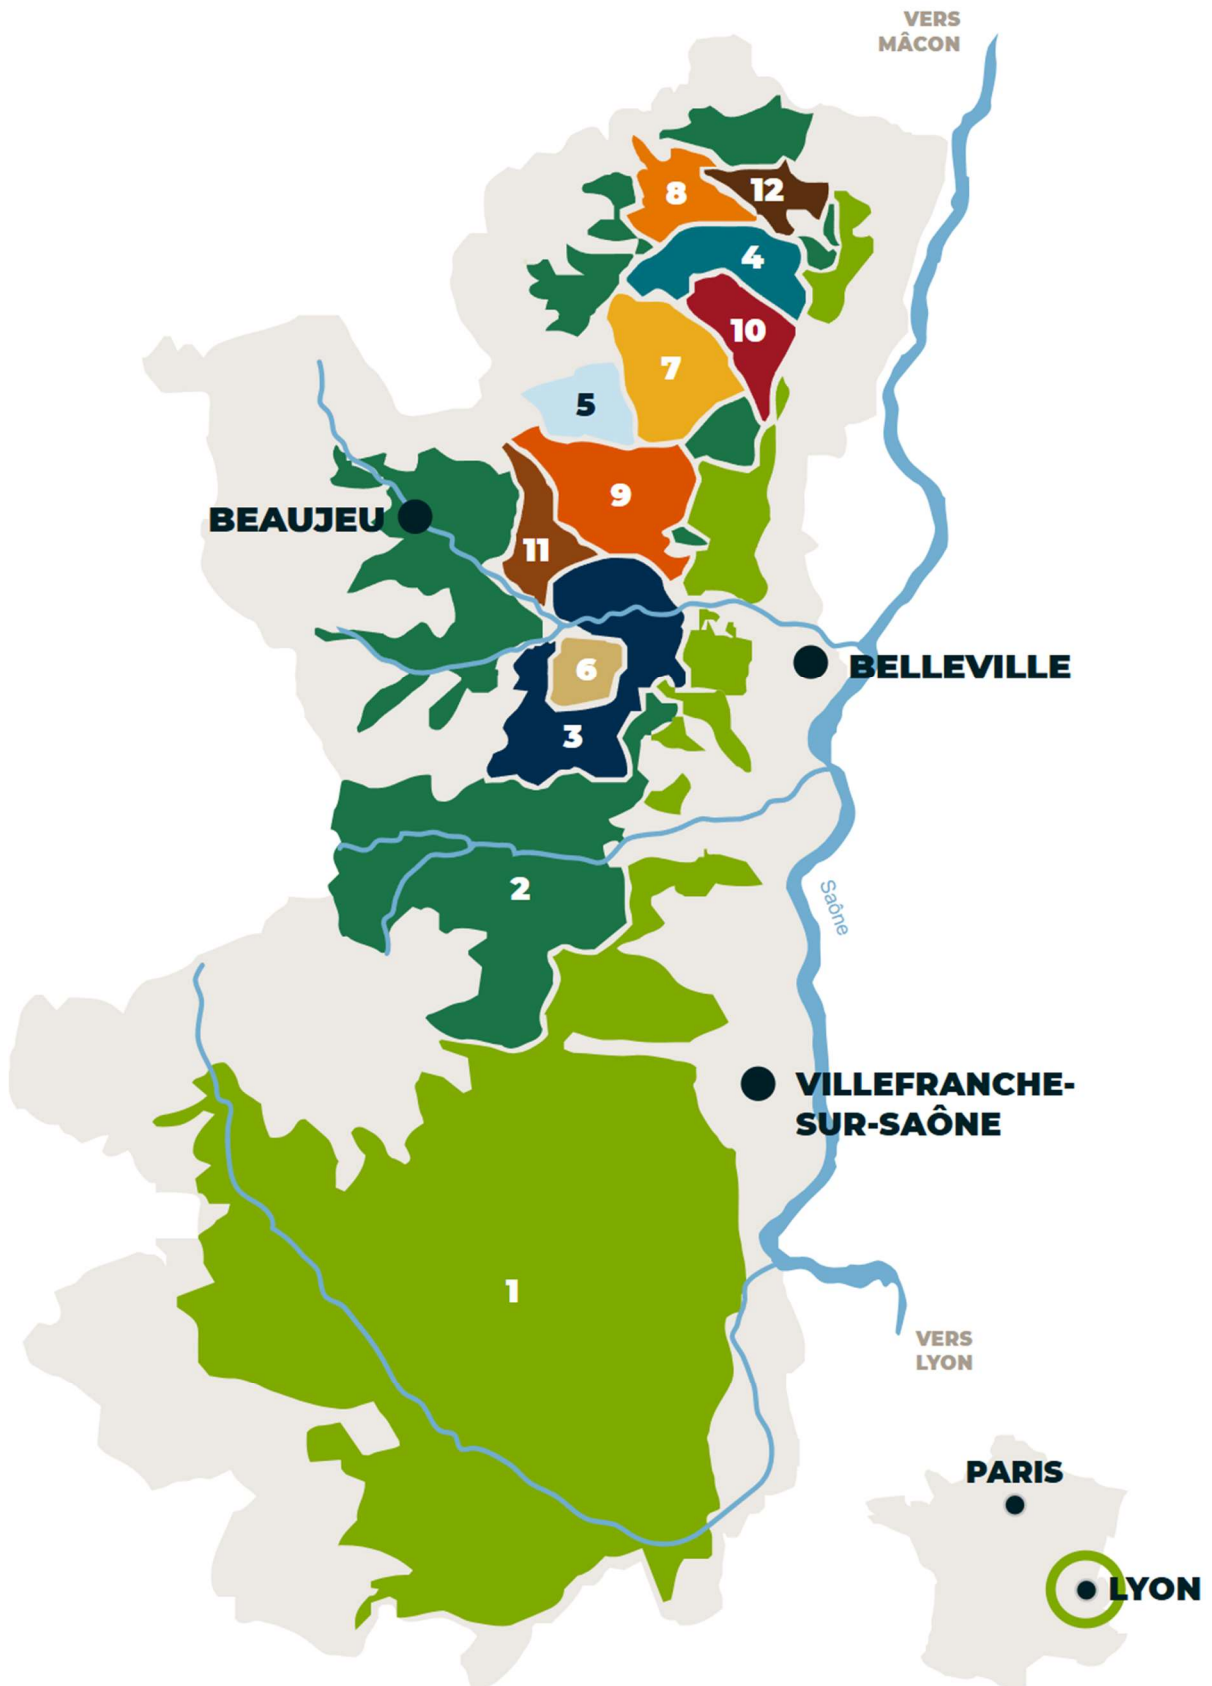 VERS
MÂCON
8
12
4
10
7
5
9
BEAUJEU
11
6
BELLEVILLE
3
2
Saône
VILLEFRANCHE-
SUR-SAÔNE
1
VERS
LYON
PARIS
LYON